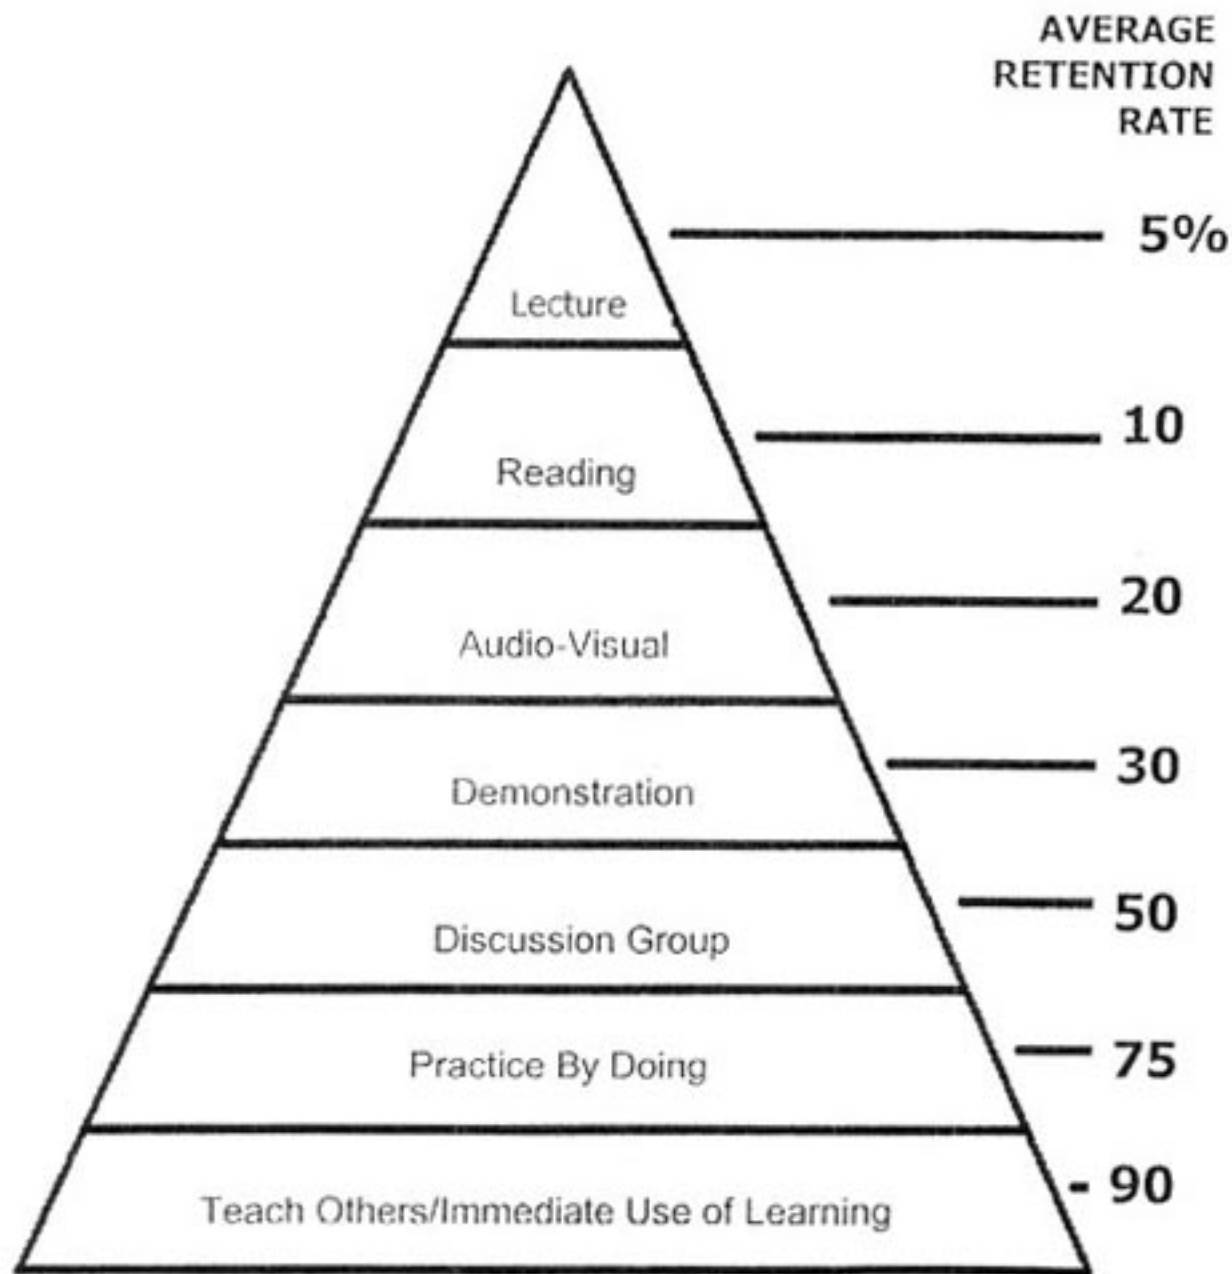 AVERAGE
RETENTION
RATE
5%
Lecture
10
Reading
20
Audio-Visual
30
Demonstration
50
Discussion Group
75
Practice By Doing
90
Teach Others/Immediate Use of Learning